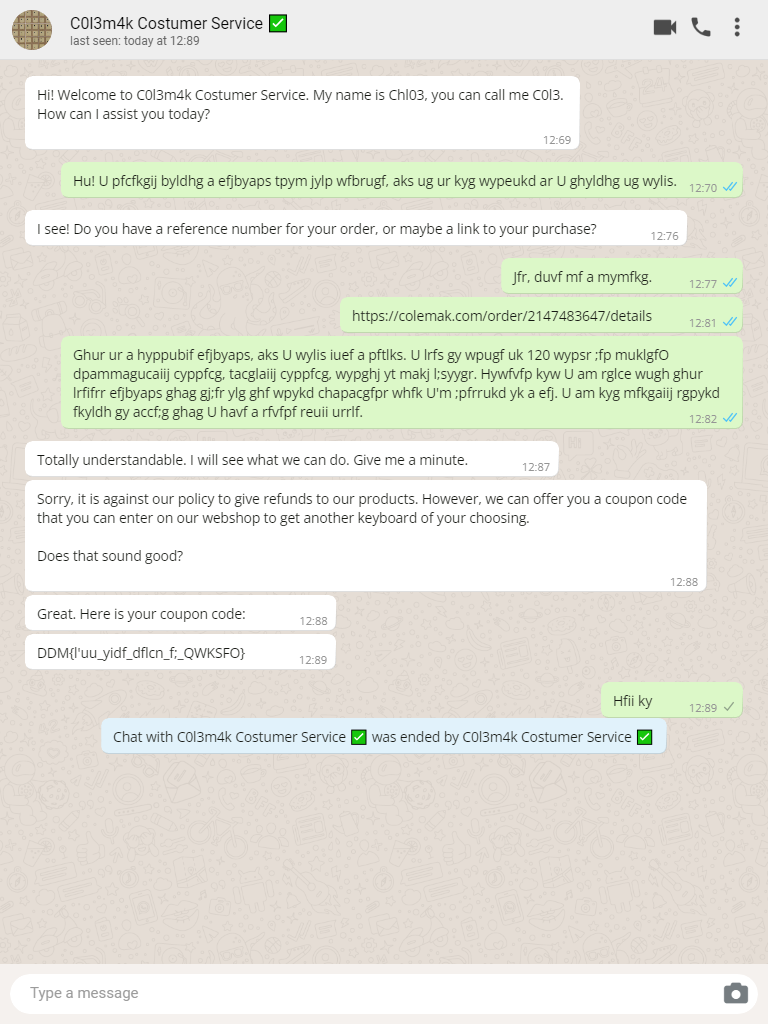 C0l3m4k Costumer Service ✅
last seen: today at 12:89
Hi! Welcome to C0l3m4k Costumer Service. My name is Chl03, you can call me C0l3.
How can I assist you today?
12:69
Hu! U pfcfkgij byldhg a efjbyaps tpym jylp wfbrugf, aks ug ur kyg wypeukd ar U ghyldhg ug wylis.
12:70
I see! Do you have a reference number for your order, or maybe a link to your purchase?
12:76
Jfr, duvf mf a mymfkg.
12:77
https://colemak.com/order/2147483647/details
12:81
Ghur ur a hyppubif efjbyaps, aks U wylis iuef a pftlks. U lrfs gy wpugf uk 120 wypsr ;fp muklgfO
dpammagucaiij cyppfcg, tacglaiij cyppfcg, wypghj yt makj l;syygr. Hywfvfp kyw U am rglce wugh ghur
lrfifrr efjbyaps ghag gj;fr ylg ghf wpykd chapacgfpr whfk U'm ;pfrrukd yk a efj. U am kyg mfkgaiij rgpykd
fkyldh gy accf;g ghag U havf a rfvfpf reuii urrlf.
12:82
Totally understandable. I will see what we can do. Give me a minute.
12:87
Sorry, it is against our policy to give refunds to our products. However, we can offer you a coupon code
that you can enter on our webshop to get another keyboard of your choosing.
Does that sound good?
12:88
Great. Here is your coupon code:
12:88
DDM{l'uu_yidf_dflcn_f;_QWKSFO}
12:89
Hfii ky
12:89
Chat with C0l3m4k Costumer Service ✅ was ended by C0l3m4k Costumer Service ✅
Type a message